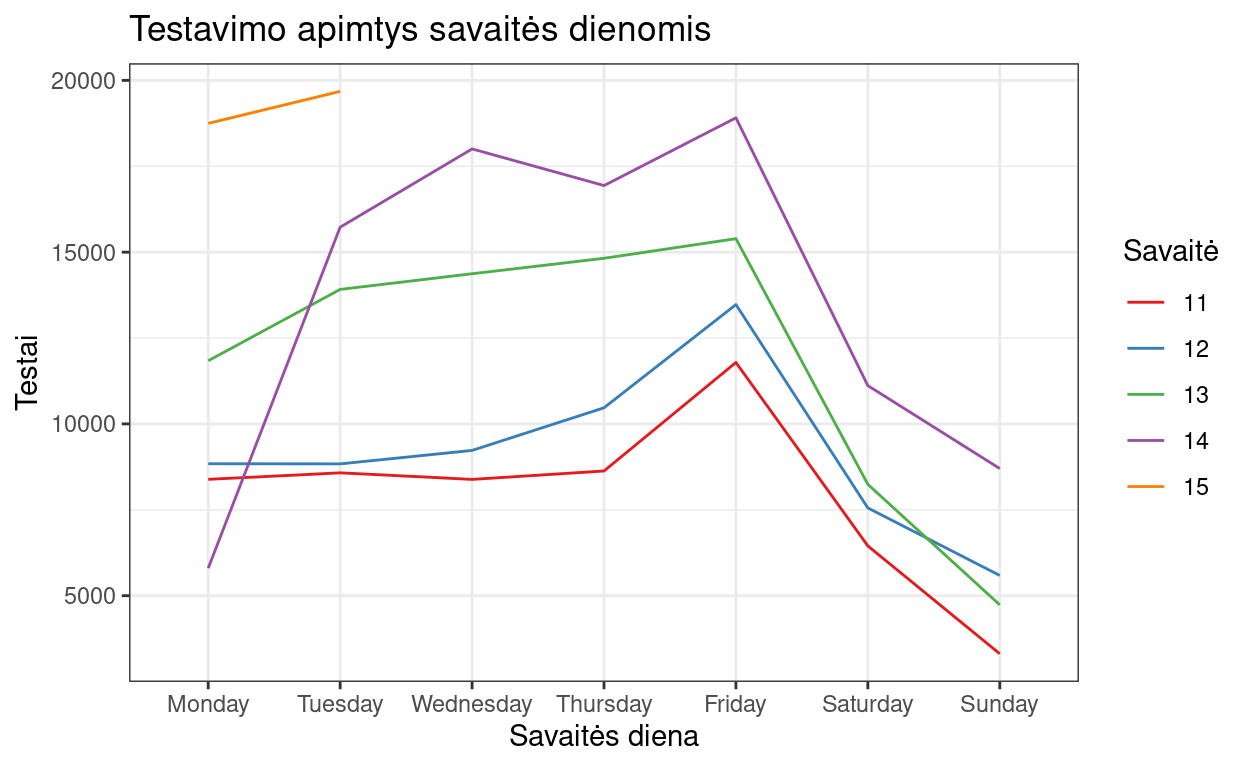 Testavimo apimtys savaitės dienomis
Testai
20000
15000
10000
5000
Monday Tuesday Wednesday Thursday Friday Saturday Sunday
Savaitės diena
Savaitė
11
12
13
14
15